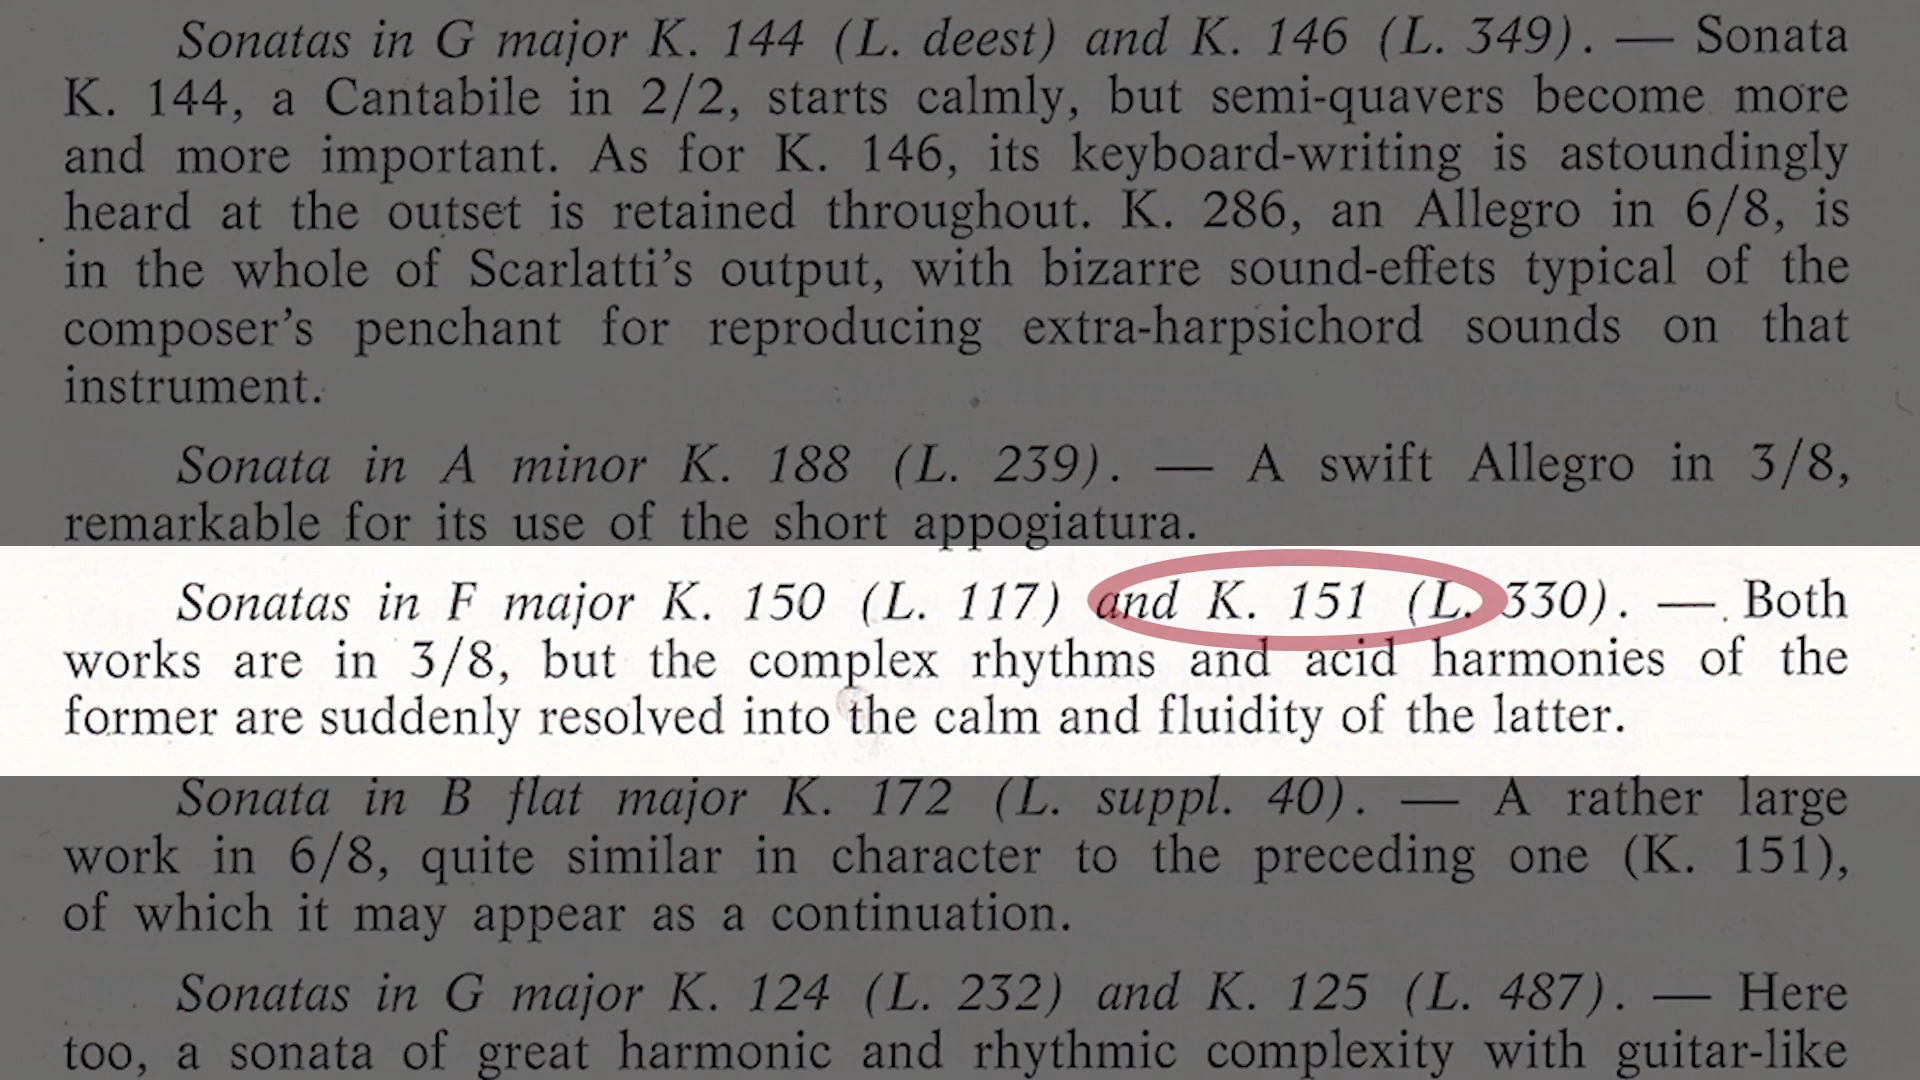 Sonatas in G major K. 144 (L. deest) and K. 146 (L. 349). — Sonata
K. 144, a Cantabile in 2/2, starts calmly, but semi-quavers become more
and more important. As for K. 146, its keyboard-writing is astoundingly
heard at the outset is retained throughout. K. 286, an Allegro in 6/8, is
in the whole of Scarlatti's output, with bizarre sound-effets typical of the
composer's penchant for reproducing extra-harpsichord sounds on that
instrument.
Sonata in A minor K. 188 (L. 239). — A swift Allegro in 3/8,
remarkable for its use of the short appogiatura.
Sonatas in F major K. 150 (L. 117) and K. 151 (L. 330). — Both
works are in 3/8, but the complex rhythms and acid harmonies of the
former are suddenly resolved into the calm and fluidity of the latter.
Sonata in B flat major K. 172 (L. suppl. 40). — A rather large
work in 6/8, quite similar in character to the preceding one (K. 151),
of which it may appear as a continuation.
Sonatas in G major K. 124 (L. 232) and K. 125 (L. 487). — Here
too, a sonata of great harmonic and rhythmic complexity with guitar-like